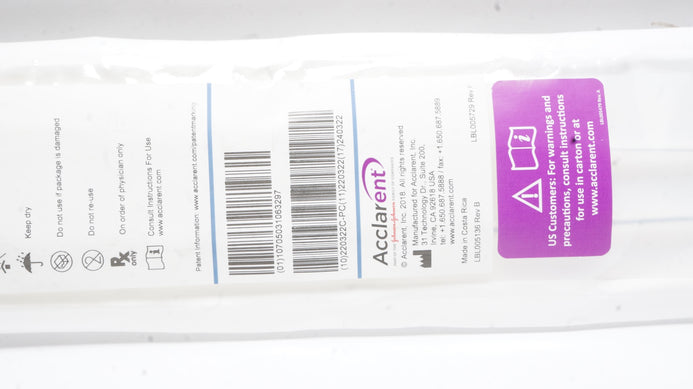 Keep dry
Do not use if package is damaged
Do not re-use
Rx only
On order of physician only
Consult Instructions For Use
www.acclarent.com
Patent information: www.acclarent.com/patentmarking
(01)10705031063297
(10)220322C-PC(11)220322(17)240322
Acclarent
© Acclarent, Inc. 2018. All rights reserved
Manufactured for Acclarent, Inc.
31 Technology Dr., Suite 200,
Irvine, CA 92618 USA
tel: +1.650.687.5888 / fax: +1.650.687.5889
www.acclarent.com
Made in Costa Rica
LBL005136 Rev B
LBL005729 Rev
US Customers: For warnings and
precautions, consult instructions
for use in carton or at
www.acclarent.com